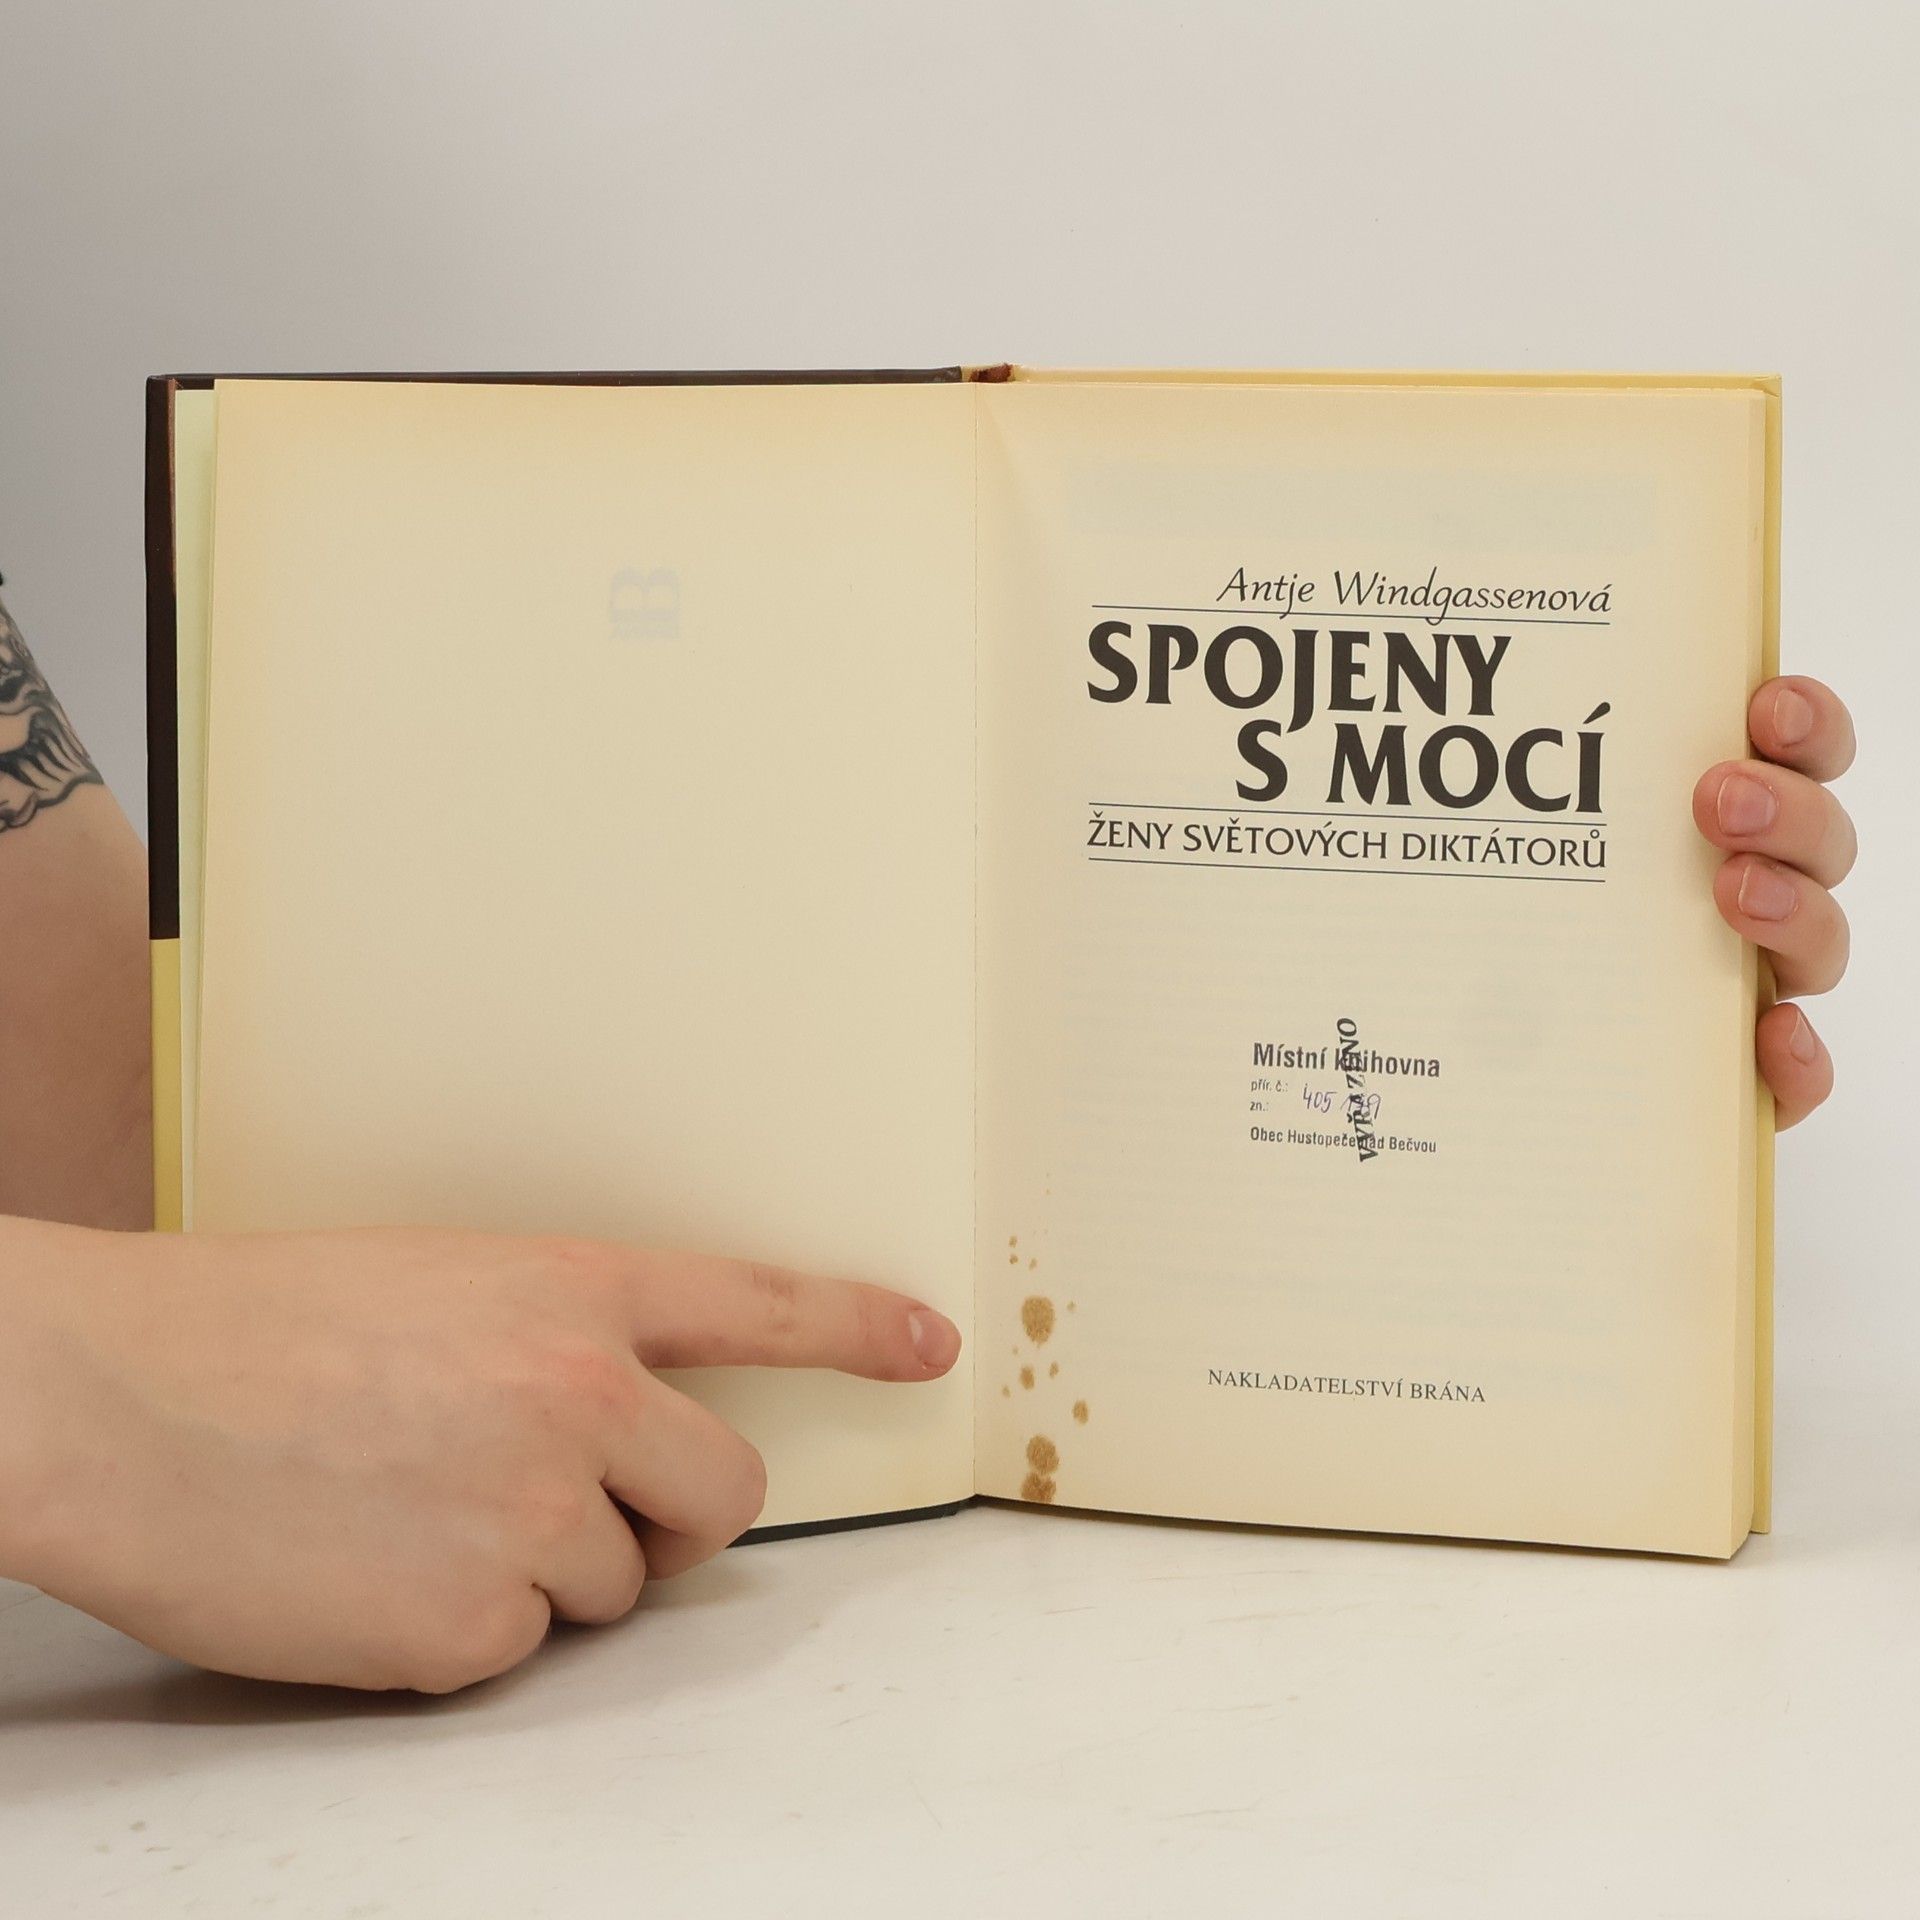 Antje Windgassenová
SPOJENY
S MOCÍ
ŽENY SVĚTOVÝCH DIKTÁTORŮ
Místní knihovna
přír. č.:
405
zn.:
Obec Hustopeče nad Bečvou
VYŘAZENO
NAKLADATELSTVÍ BRÁNA